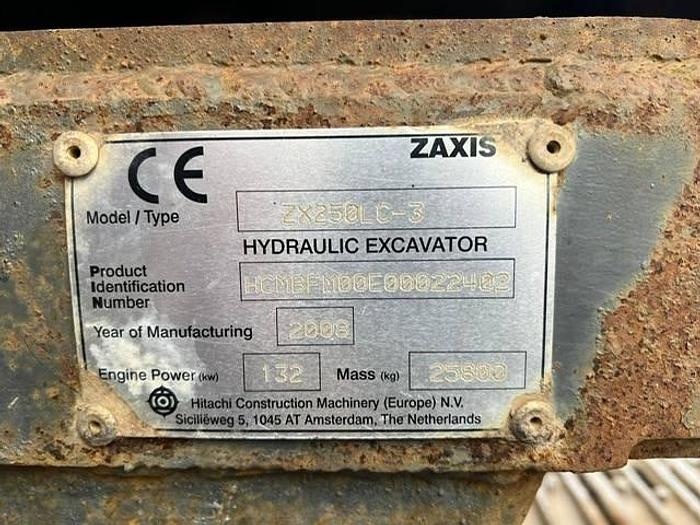 CE ZAXIS
Model / Type ZX250LC-3
HYDRAULIC EXCAVATOR
Product
Identification HCMBFM00E00022402
Number
Year of Manufacturing 2008
Engine Power (kw) 132 Mass (kg) 25800
Hitachi Construction Machinery (Europe) N.V.
Siciliëweg 5, 1045 AT Amsterdam, The Netherlands